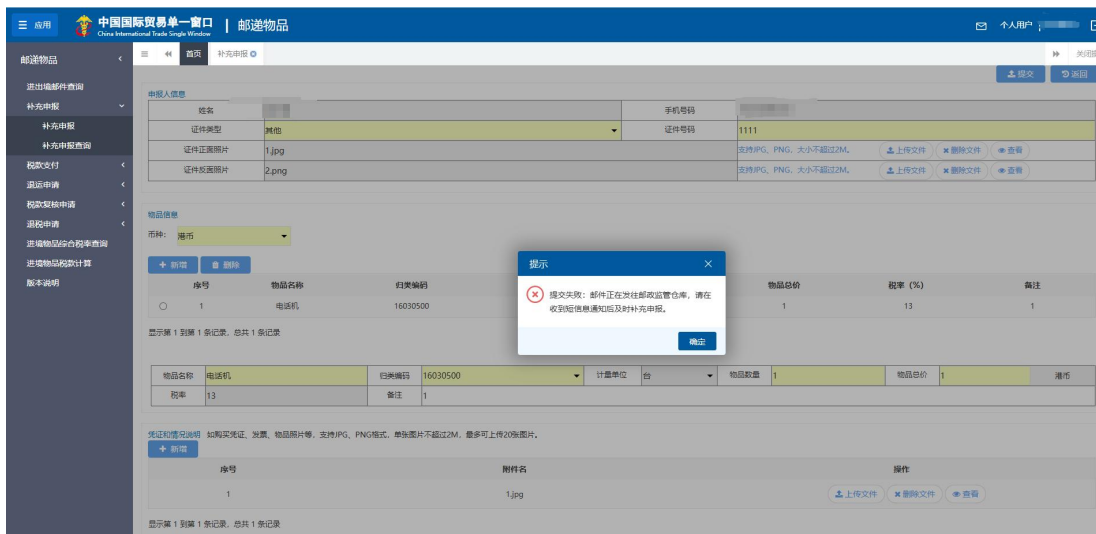 应用
中国国际贸易单一窗口 | 邮递物品
China International Trade Single Window
个人用户
邮递物品
首页 补充申报
提交 返回
进出境邮件查询
补充申报
补充申报
补充申报查询
税款支付
退运申请
税款复核申请
退税申请
进境物品综合税率查询
进境物品税款计算
版本说明
申报人信息
姓名 手机号码
证件类型 其他 证件号码 1111
证件正面照片 1.jpg 支持JPG、PNG，大小不超过2M。 上传文件 删除文件 查看
证件反面照片 2.png 支持JPG、PNG，大小不超过2M。 上传文件 删除文件 查看
物品信息
币种： 港币
新增 删除
序号 物品名称 归类编码 物品总价 税率（%） 备注
1 电话机 16030500 1 13 1
显示第 1 到第 1 条记录，总共 1 条记录
提示
提交失败：邮件正在发往邮政监管仓库，请在
收到短信息通知后及时补充申报。
确定
物品名称 电话机 归类编码 16030500 计量单位 台 物品数量 1 物品总价 1 港币
税率 13 备注 1
凭证和情况说明 如购买凭证、发票、物品照片等，支持JPG、PNG格式，单张图片不超过2M，最多可上传20张图片。
新增
序号 附件名 操作
1 1.jpg 上传文件 删除文件 查看
显示第 1 到第 1 条记录，总共 1 条记录